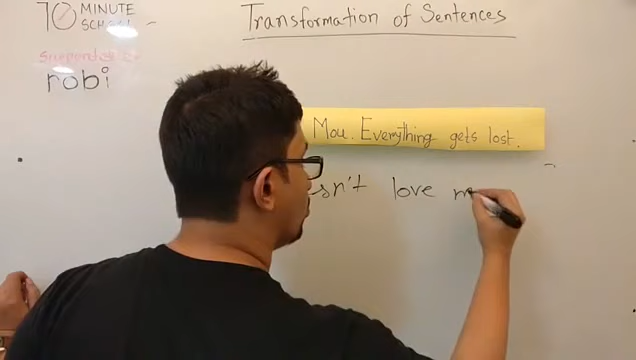 10 MINUTE
SCHOOL
Transformation of Sentences
robi
Mou. Everything gets lost.
sn't love